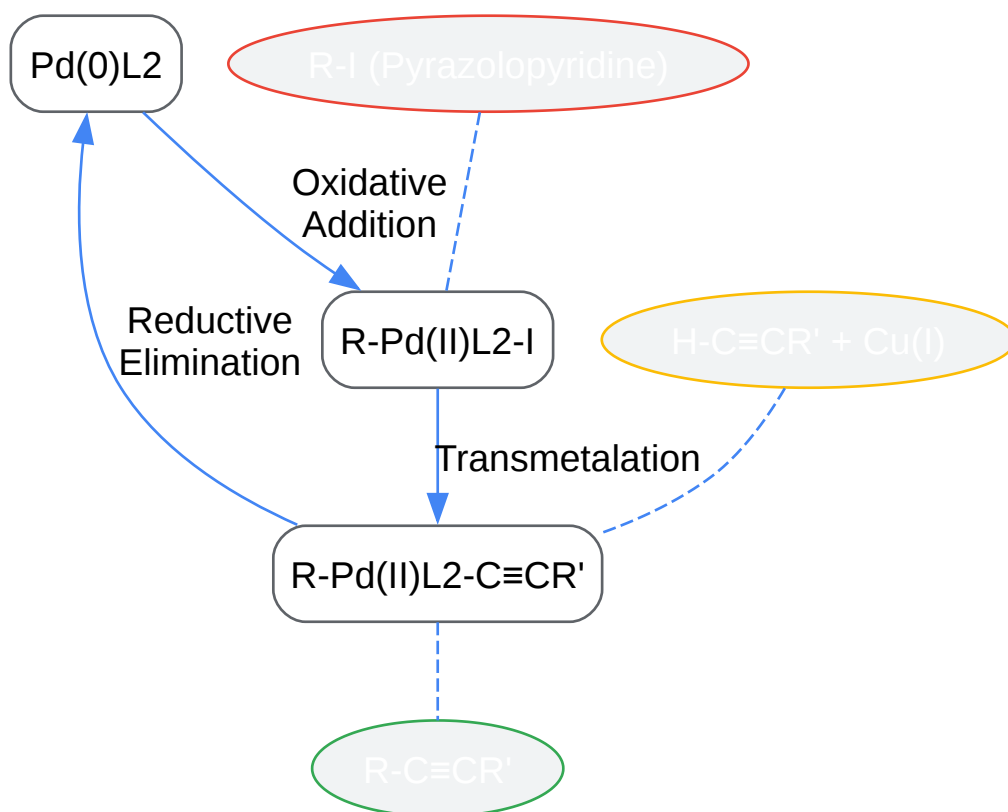 Pd(0)L2
R-I (Pyrazolopyridine)
Oxidative
Addition
Reductive
Elimination
R-Pd(II)L2-I
H-C≡CR' + Cu(I)
Transmetalation
R-Pd(II)L2-C≡CR'
R-C≡CR'